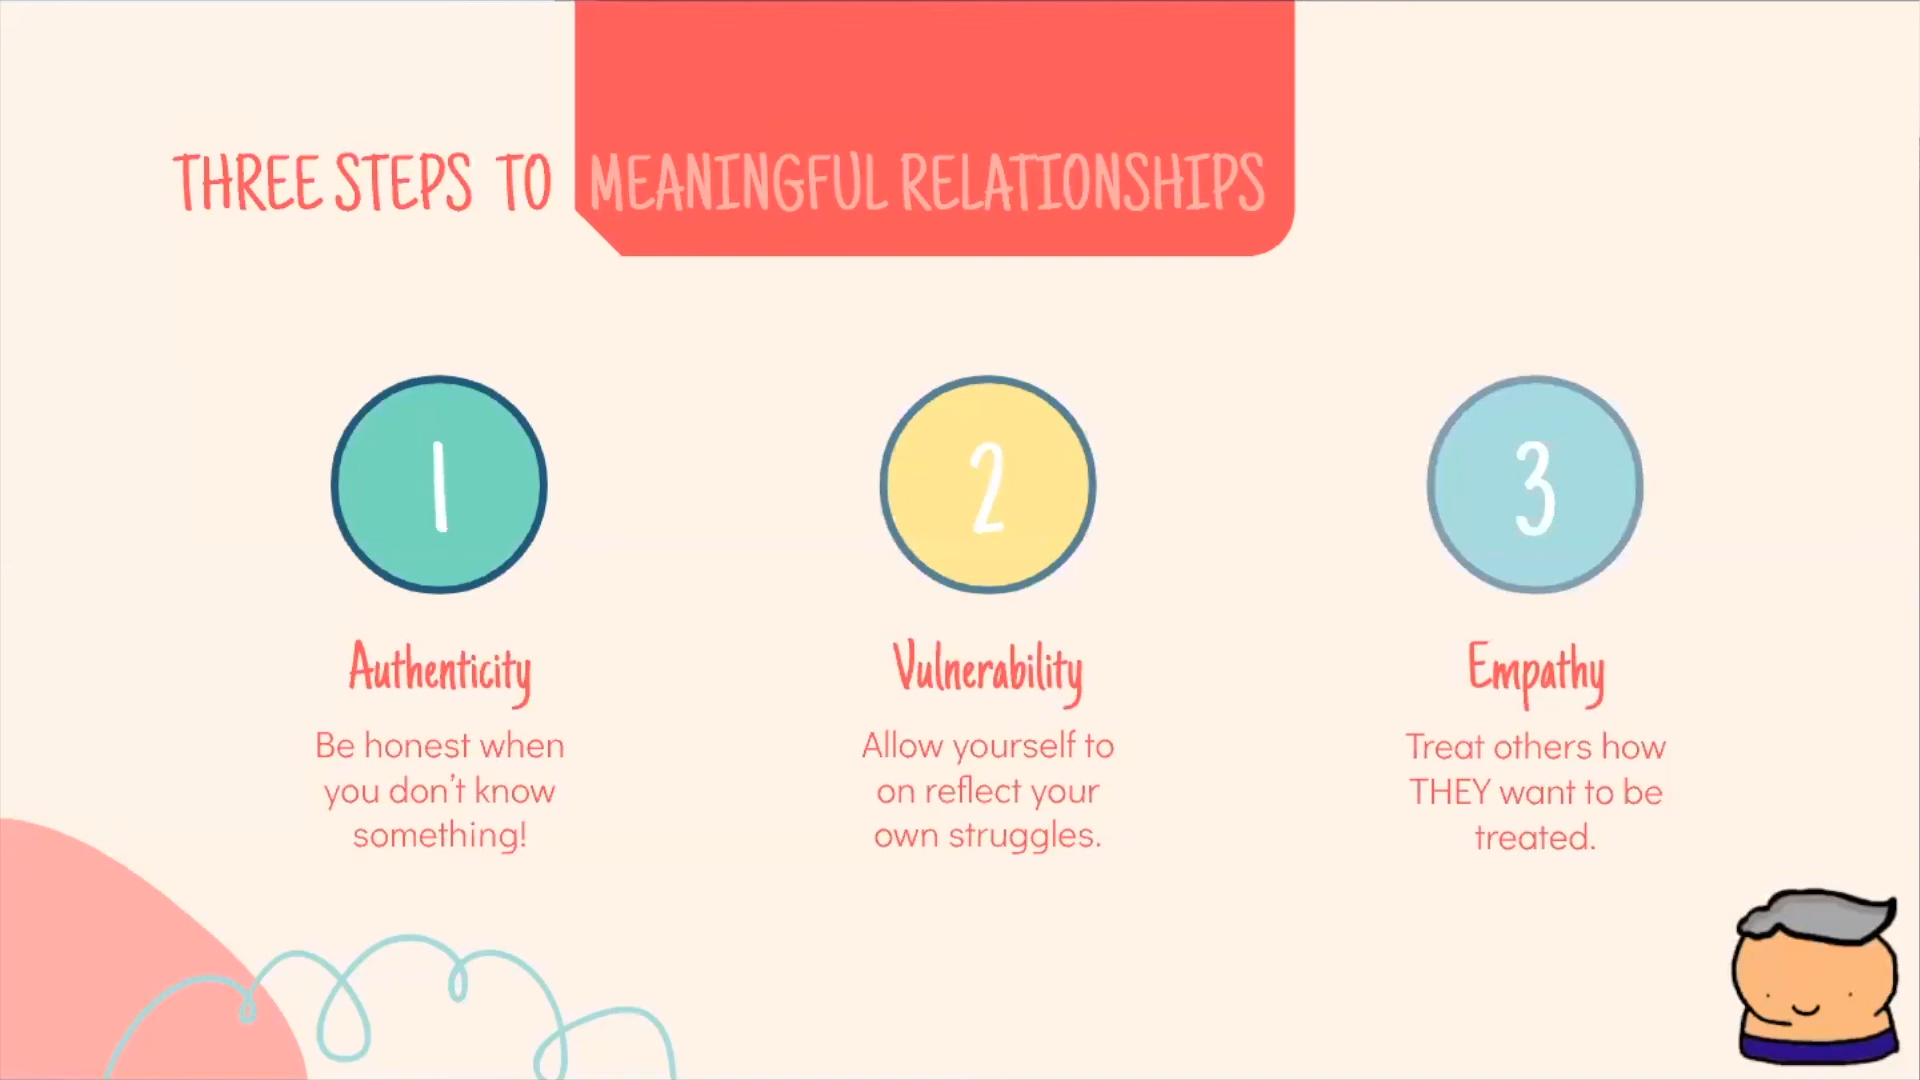 THREE STEPS TO MEANINGFUL RELATIONSHIPS
1
Authenticity
Be honest when
you don't know
something!
2
Vulnerability
Allow yourself to
on reflect your
own struggles.
3
Empathy
Treat others how
THEY want to be
treated.